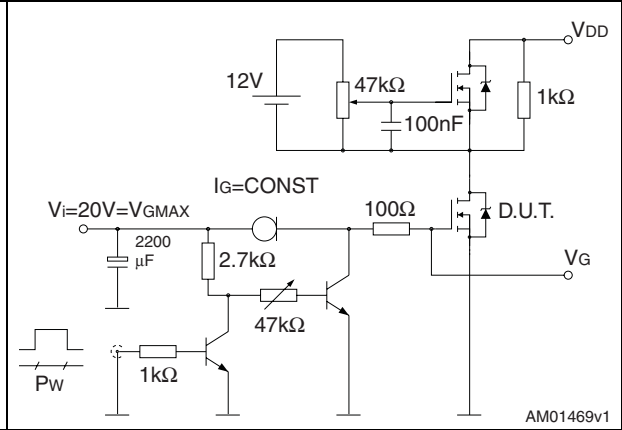 VDD
12V
47kΩ
1kΩ
100nF
IG=CONST
Vi=20V=VGMAX
100Ω
D.U.T.
2200
μF
2.7kΩ
VG
47kΩ
1kΩ
PW
AM01469v1